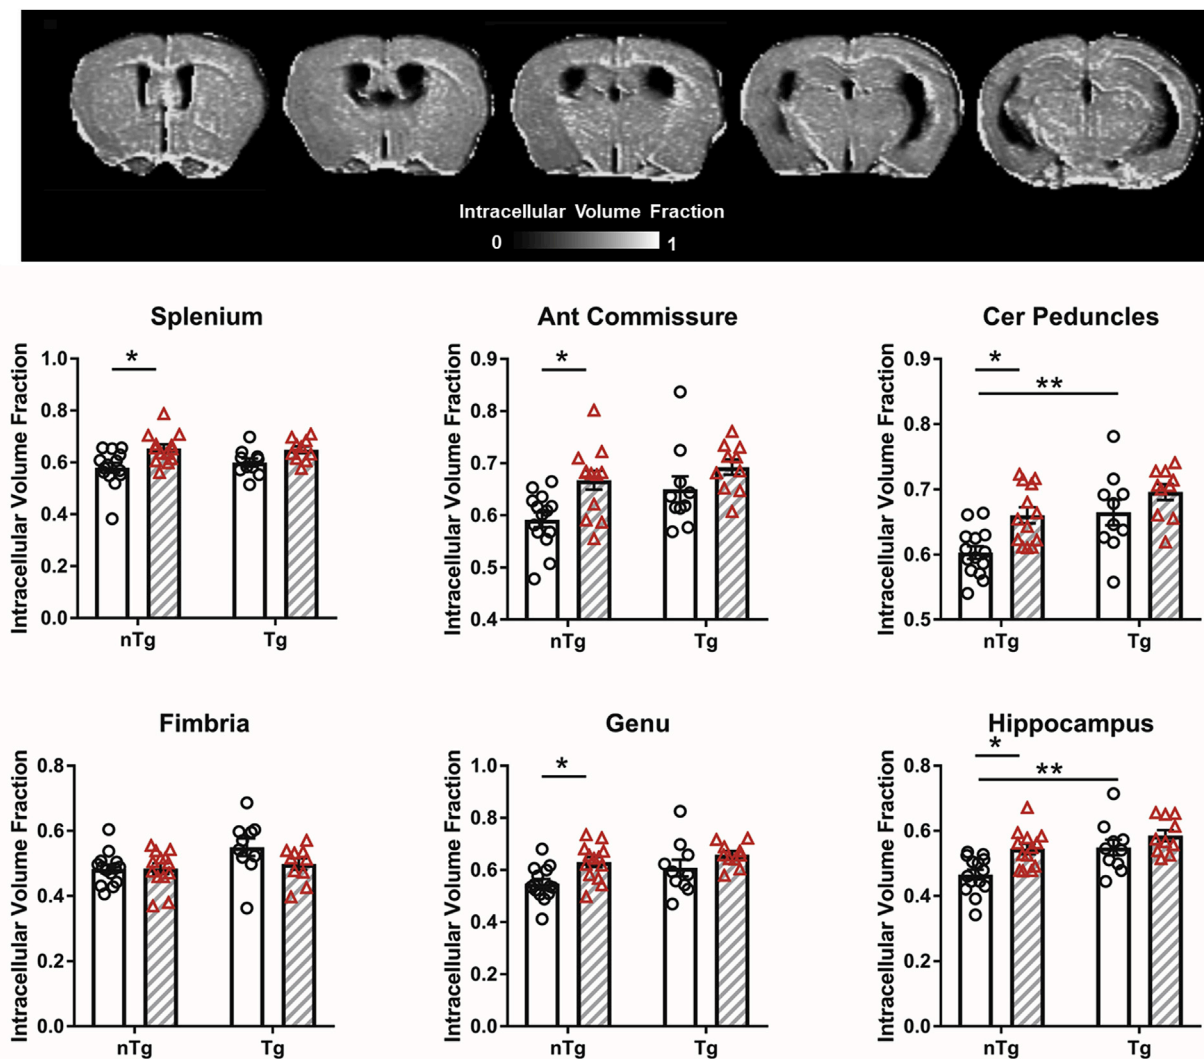 Intracellular Volume Fraction
0 1
Splenium
Intracellular Volume Fraction
1.0
0.8
0.6
0.4
0.2
0.0
*
nTg Tg
Ant Commissure
Intracellular Volume Fraction
0.9
0.8
0.7
0.6
0.5
0.4
*
nTg Tg
Cer Peduncles
Intracellular Volume Fraction
0.9
0.8
0.7
0.6
0.5
*
**
nTg Tg
Fimbria
Intracellular Volume Fraction
0.8
0.6
0.4
0.2
0.0
nTg Tg
Genu
Intracellular Volume Fraction
1.0
0.8
0.6
0.4
0.2
0.0
*
nTg Tg
Hippocampus
Intracellular Volume Fraction
0.8
0.6
0.4
0.2
0.0
*
**
nTg Tg